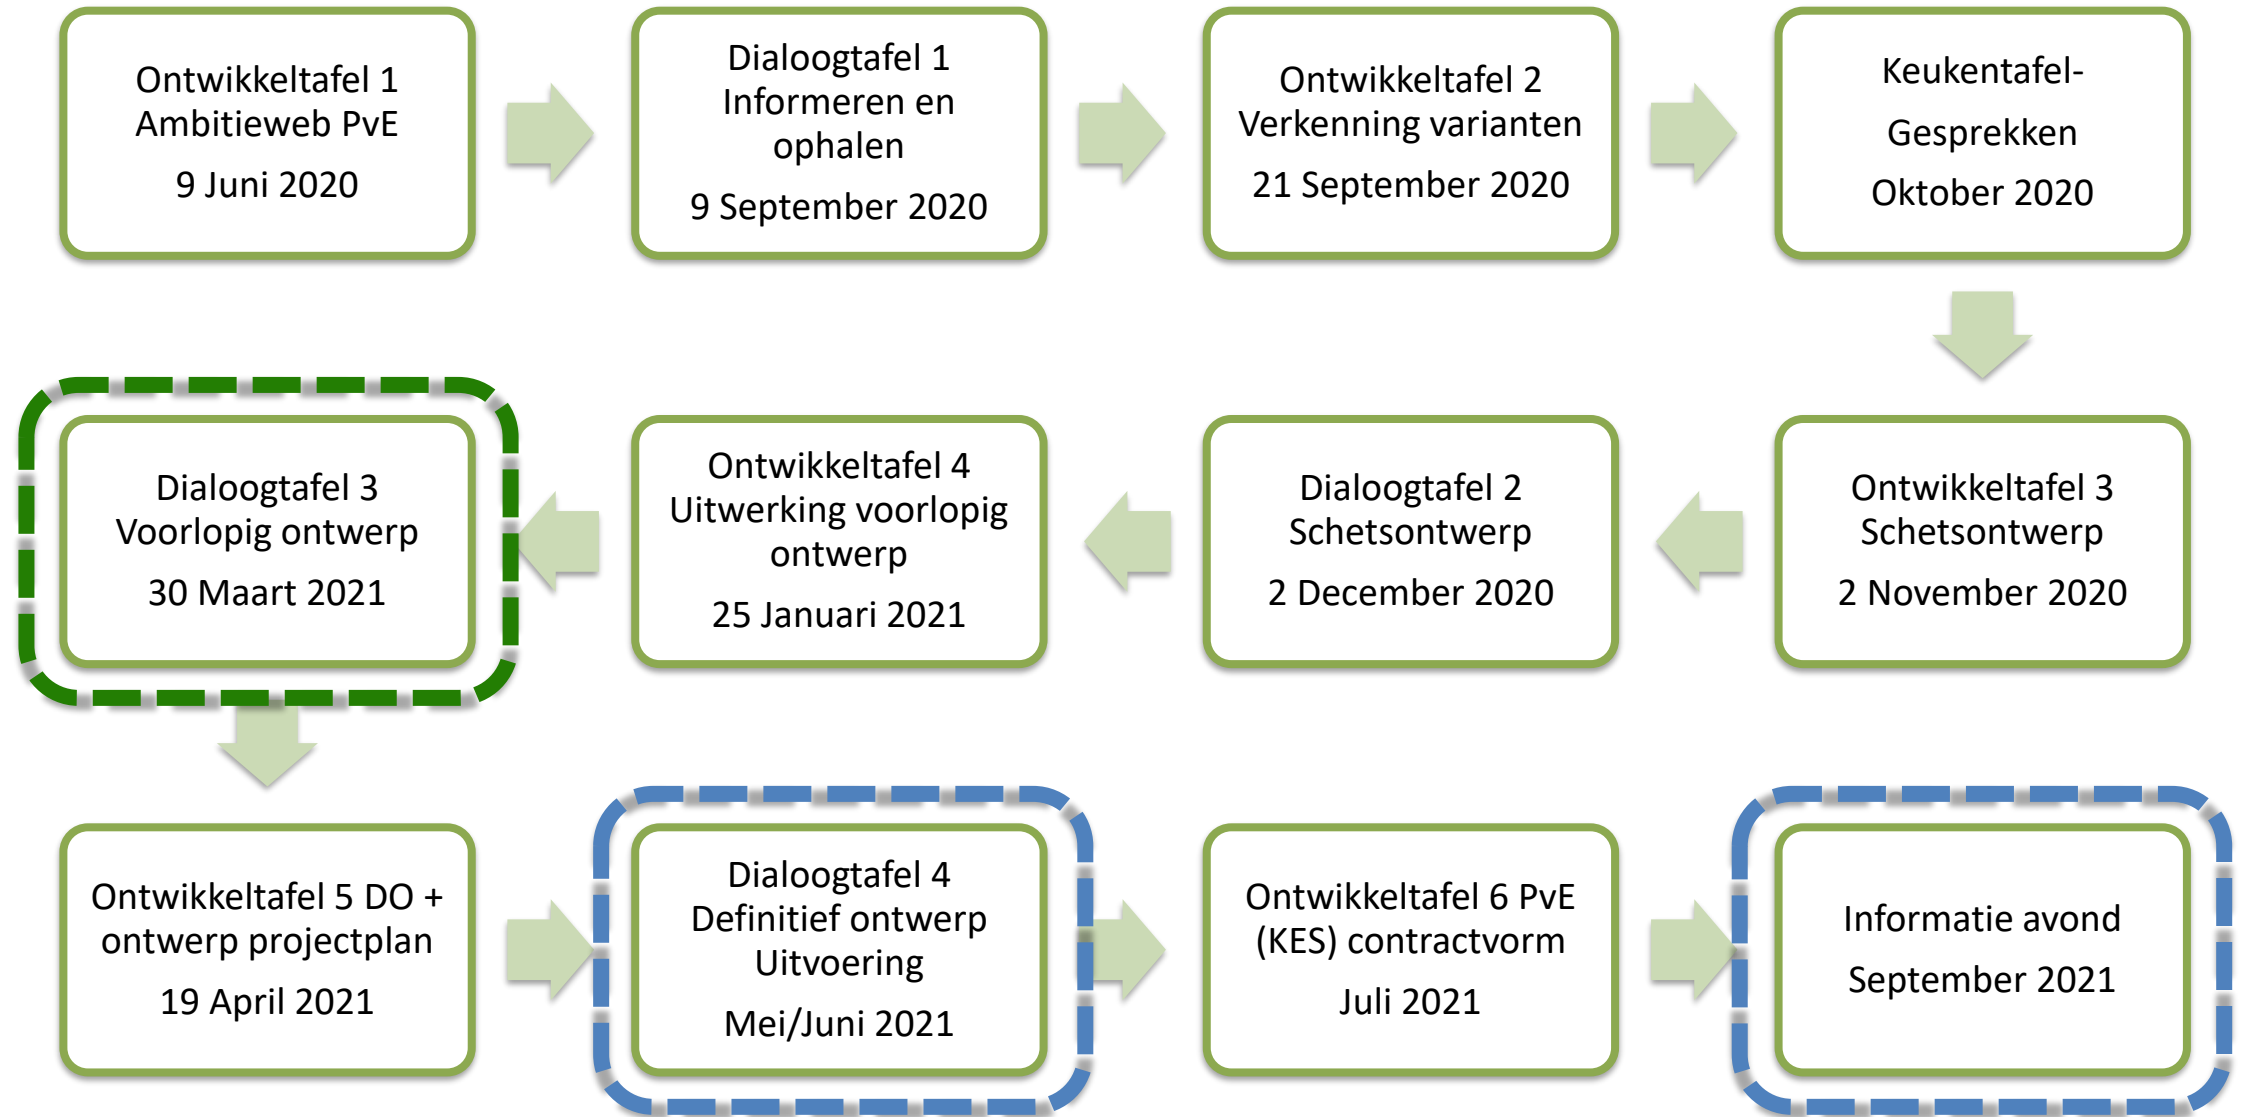 Ontwikkeltafel 1
Ambitieweb PvE
9 Juni 2020
Dialoogtafel 1
Informeren en
ophalen
9 September 2020
Ontwikkeltafel 2
Verkenning varianten
21 September 2020
Keukentafel-
Gesprekken
Oktober 2020
Ontwikkeltafel 3
Schetsontwerp
2 November 2020
Dialoogtafel 2
Schetsontwerp
2 December 2020
Ontwikkeltafel 4
Uitwerking voorlopig
ontwerp
25 Januari 2021
Dialoogtafel 3
Voorlopig ontwerp
30 Maart 2021
Ontwikkeltafel 5 DO +
ontwerp projectplan
19 April 2021
Dialoogtafel 4
Definitief ontwerp
Uitvoering
Mei/Juni 2021
Ontwikkeltafel 6 PvE
(KES) contractvorm
Juli 2021
Informatie avond
September 2021